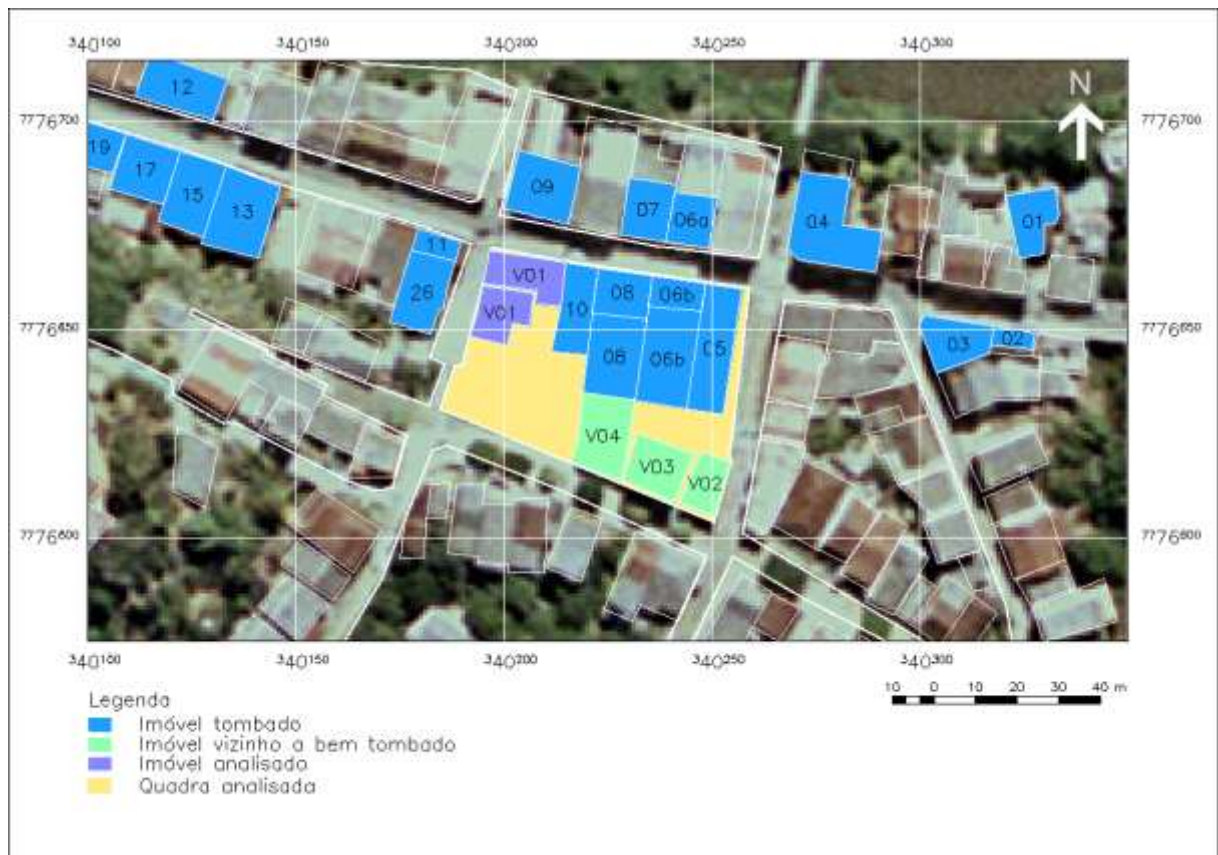 340100 340150 340200 340250 340300
N
7776700 7776700
12
19 17 15 13
09 07 06a 04 01
11 26
V01 10 08 06b
V01 08 06b 05
7776650 7776650
03 02
V04 V03 V02
7776600 7776600
340100 340150 340200 340250 340300
10 0 10 20 30 40 m
Legenda
Imóvel tombado
Imóvel vizinho a bem tombado
Imóvel analisado
Quadra analisada